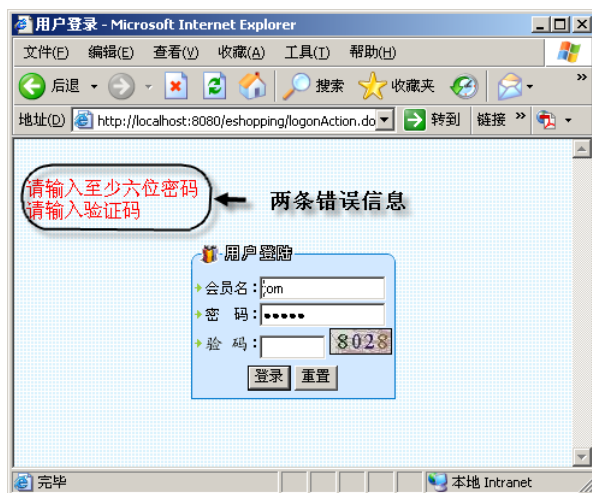 用户登录 - Microsoft Internet Explorer
文件(F) 编辑(E) 查看(V) 收藏(A) 工具(T) 帮助(H)
后退 搜索 收藏夹 »
地址(D) http://localhost:8080/eshopping/logonAction.do 转到 链接 »
请输入至少六位密码
请输入验证码
两条错误信息
用户登陆
会员名:om
密 码:●●●●●
验 码: 8028
登录 重置
完毕 本地 Intranet